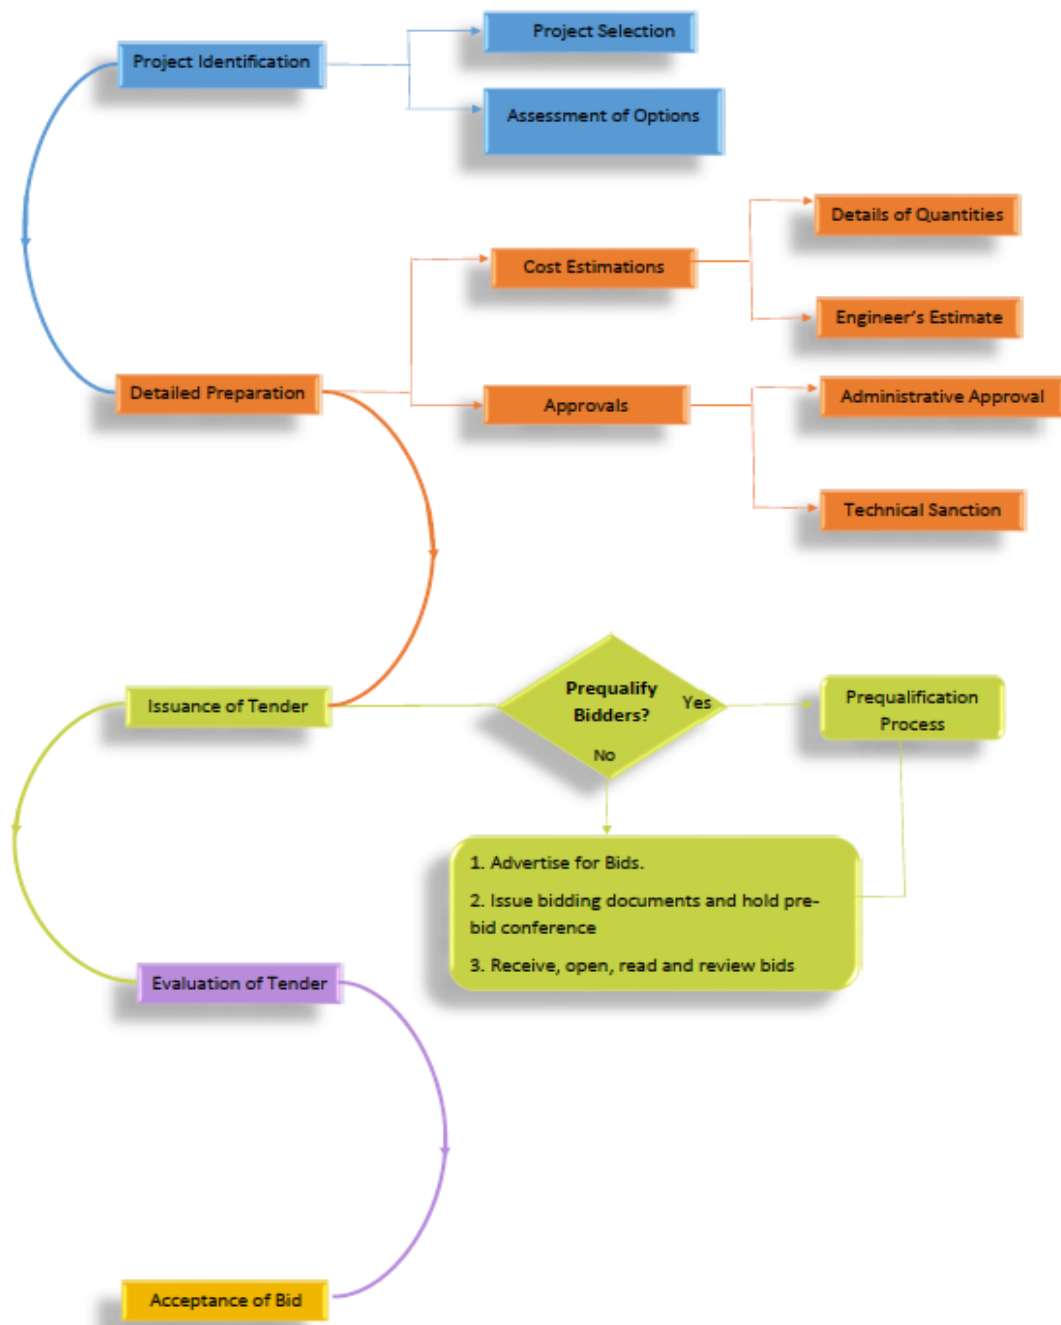 Project Selection
Project Identification
Assessment of Options
Details of Quantities
Cost Estimations
Engineer's Estimate
Detailed Preparation
Approvals
Administrative Approval
Technical Sanction
Issuance of Tender
Prequalify
Bidders?
Yes
No
Prequalification
Process
1. Advertise for Bids.
2. Issue bidding documents and hold pre-
bid conference
3. Receive, open, read and review bids
Evaluation of Tender
Acceptance of Bid